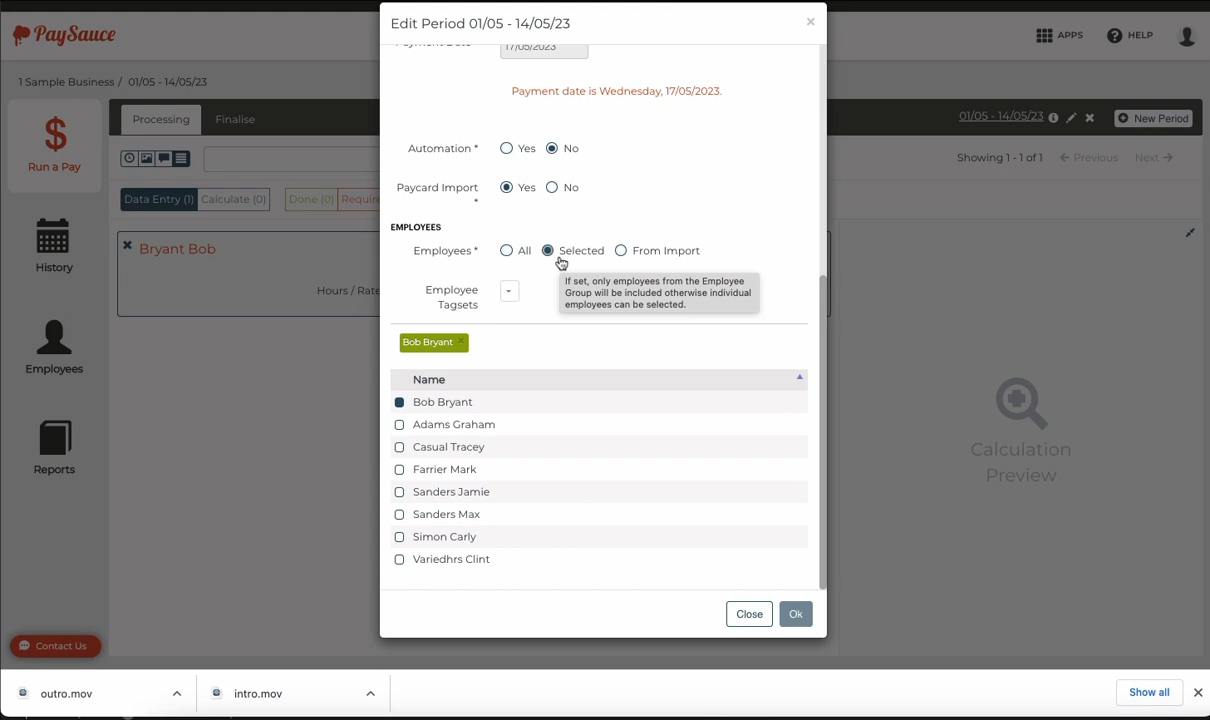 Edit Period 01/05 - 14/05/23
×
PaySauce
APPS
HELP
1 Sample Business / 01/05 - 14/05/23
Payment Date
17/05/2023
Payment date is Wednesday, 17/05/2023.
Processing
Finalise
01/05 - 14/05/23
New Period
Run a Pay
Showing 1 - 1 of 1
Previous
Next
Data Entry (1)
Calculate (0)
Done (0)
Require
Automation *
Yes
No
Paycard Import
*
Yes
No
EMPLOYEES
Employees *
All
Selected
From Import
If set, only employees from the Employee
Group will be included otherwise individual
employees can be selected.
Employee
Tagsets
Bryant Bob
Hours / Rate
History
Employees
Reports
Bob Bryant ×
Name
Bob Bryant
Adams Graham
Casual Tracey
Farrier Mark
Sanders Jamie
Sanders Max
Simon Carly
Variedhrs Clint
Calculation
Preview
Close
Ok
Contact Us
outro.mov
intro.mov
Show all